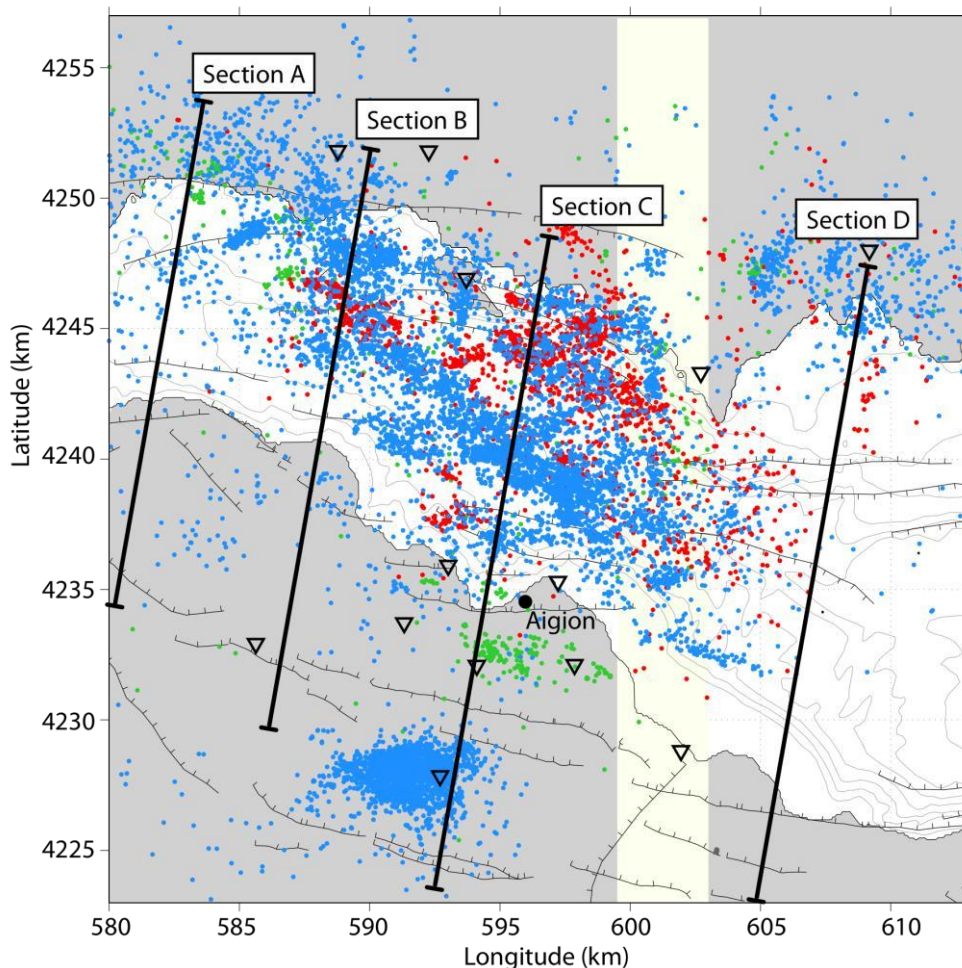 4255
Section A
Section B
4250
Section C
Section D
4245
Latitude (km)
4240
4235
Aigion
4230
4225
580 585 590 595 600 605 610
Longitude (km)